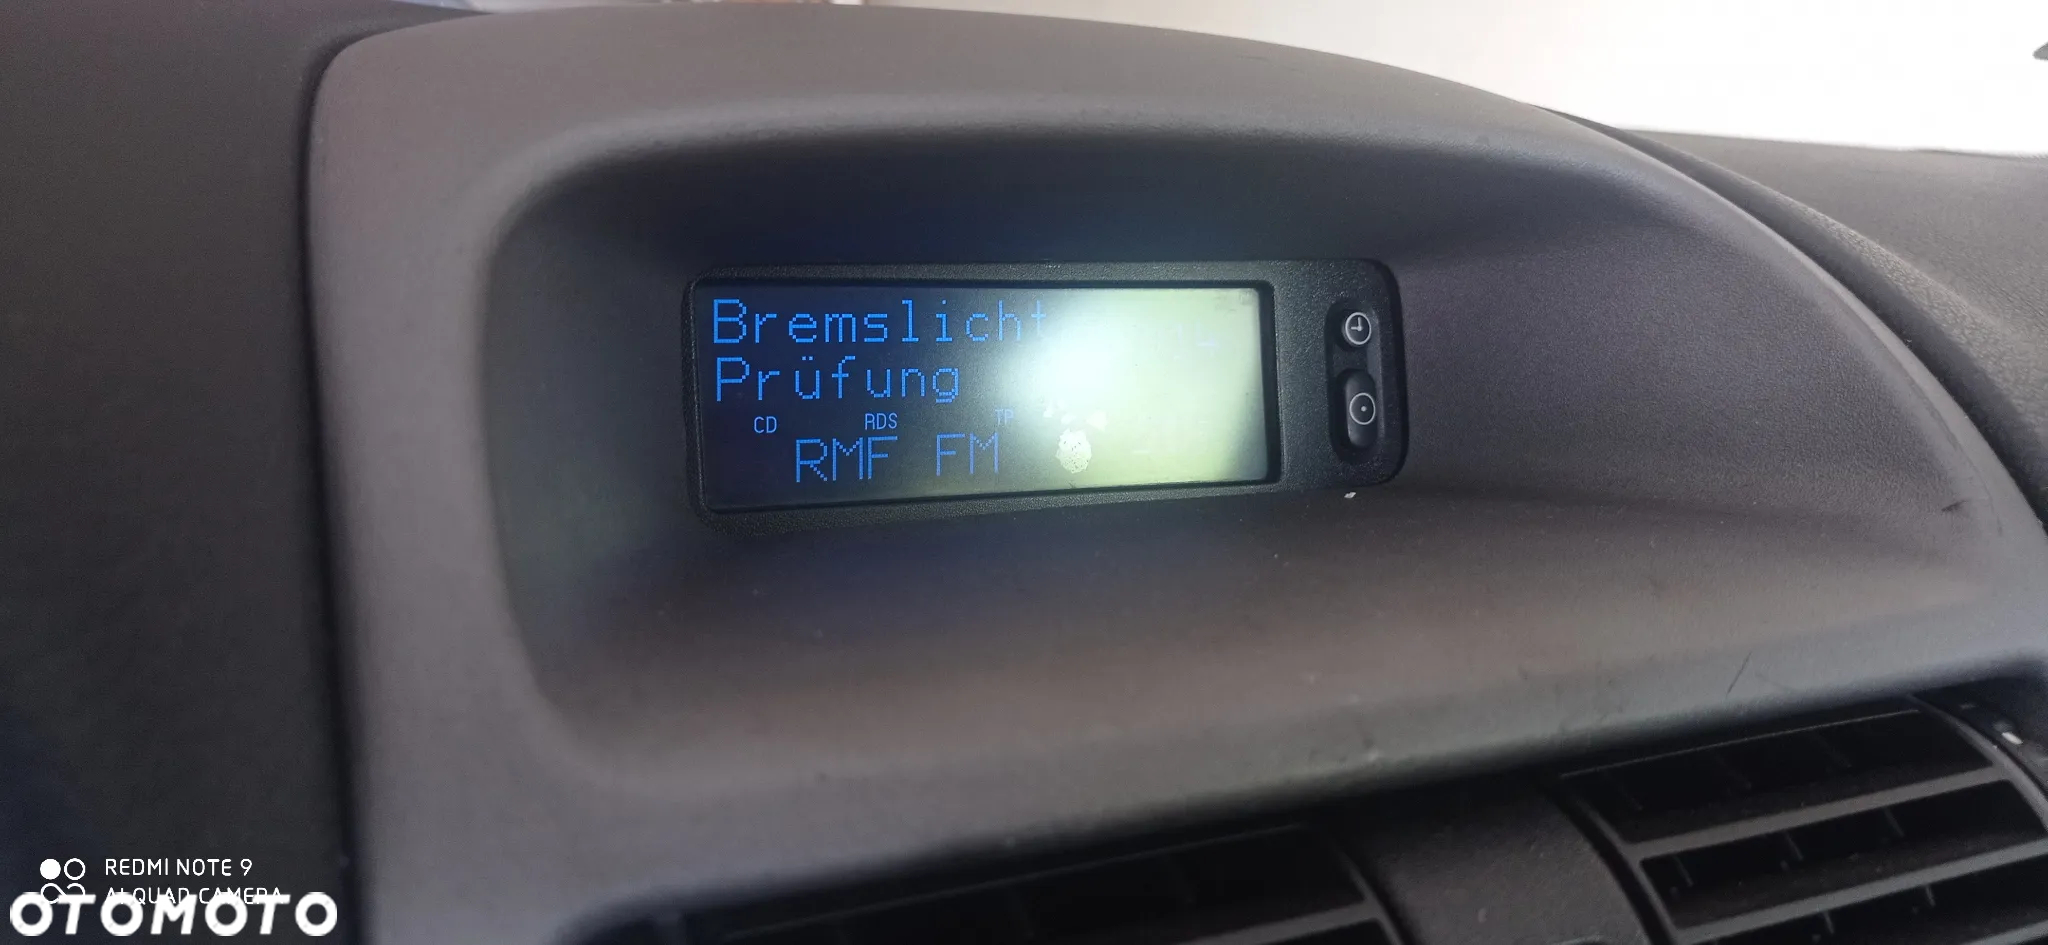 Bremslicht
Prüfung
CD RDS TP
RMF FM
REDMI NOTE 9
AI QUAD CAMERA
OTOMOTO